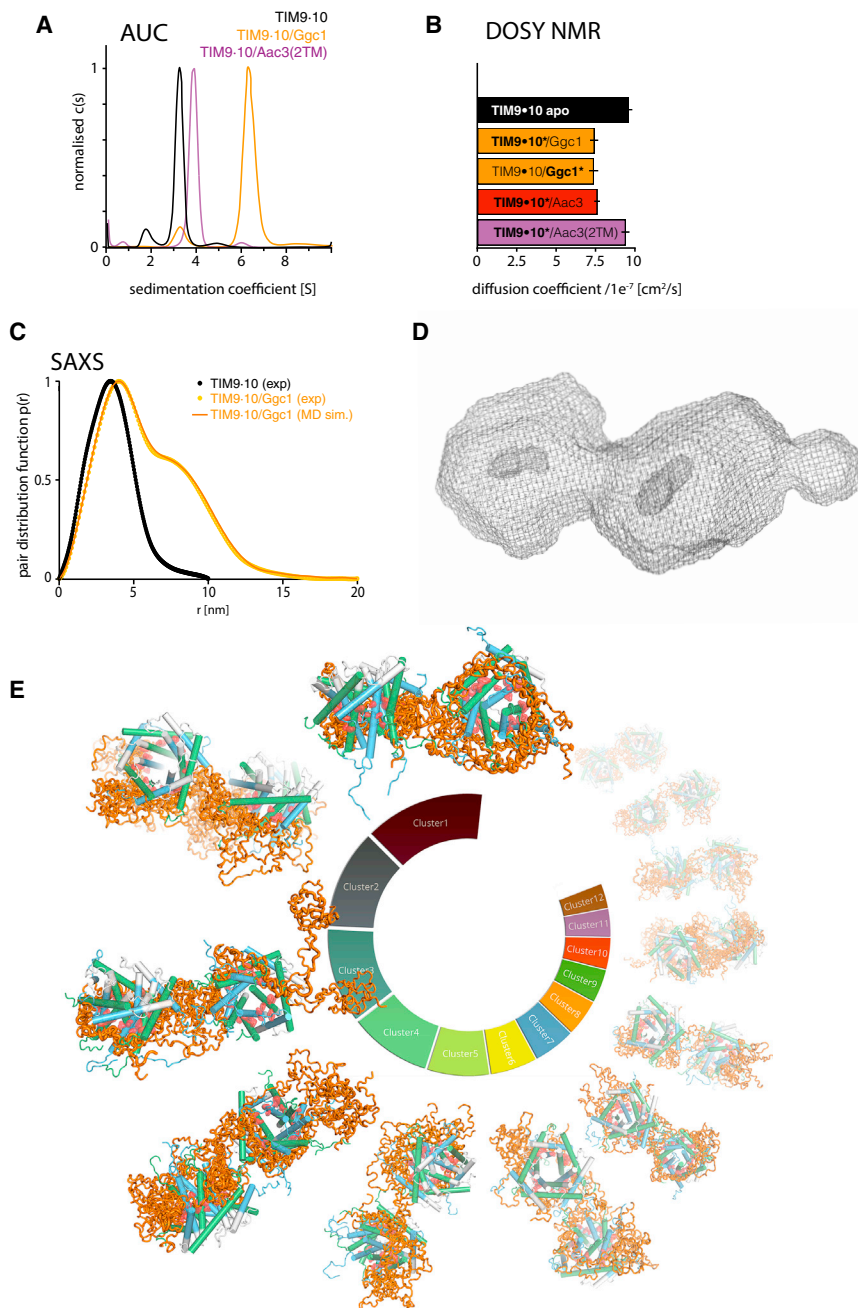 A
AUC
TIM9·10
TIM9·10/Ggc1
TIM9·10/Aac3(2TM)
normalised c(s)
1
0
0 2 4 6 8
sedimentation coefficient [S]
B
DOSY NMR
TIM9•10 apo
TIM9•10*/Ggc1
TIM9•10/Ggc1*
TIM9•10*/Aac3
TIM9•10*/Aac3(2TM)
0 2.5 5 7.5 10
diffusion coefficient /1e⁻⁷ [cm²/s]
C
SAXS
TIM9·10 (exp)
TIM9·10/Ggc1 (exp)
TIM9·10/Ggc1 (MD sim.)
pair distribution function p(r)
1
0.5
0
0 5 10 15 20
r [nm]
D
E
Cluster1
Cluster2
Cluster3
Cluster4
Cluster5
Cluster6
Cluster7
Cluster8
Cluster9
Cluster10
Cluster11
Cluster12